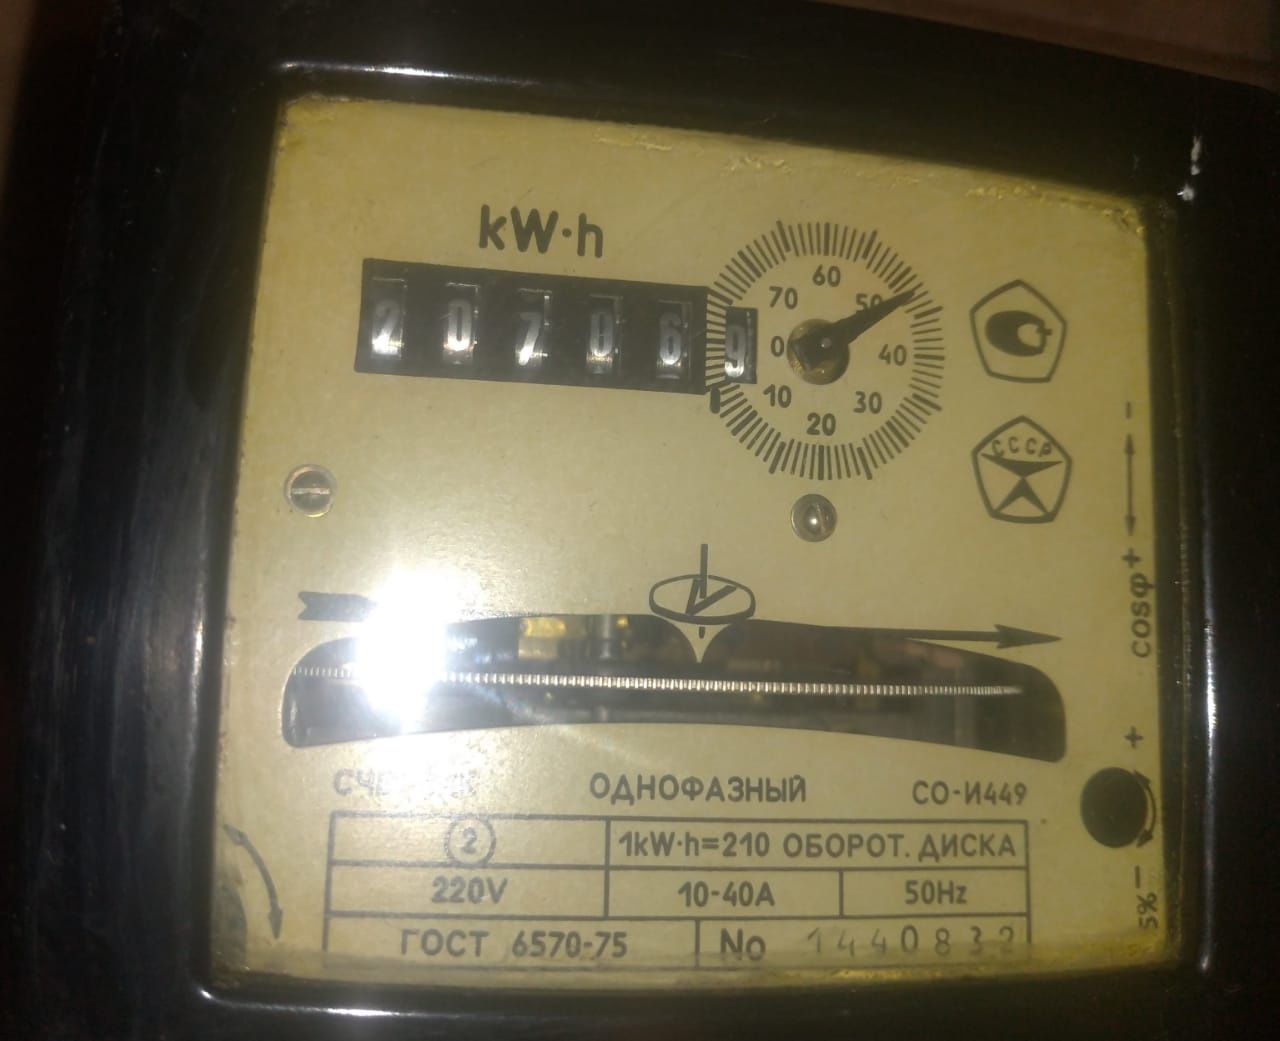 kW·h
20706 9
60
70 50
0 40
10 30
20
СССР
- + cosφ
+
5% -
ОДНОФАЗНЫЙ СО-И449
2 1kW·h=210 ОБОРОТ. ДИСКА
220V 10-40A 50Hz
ГОСТ 6570-75 No 1440832